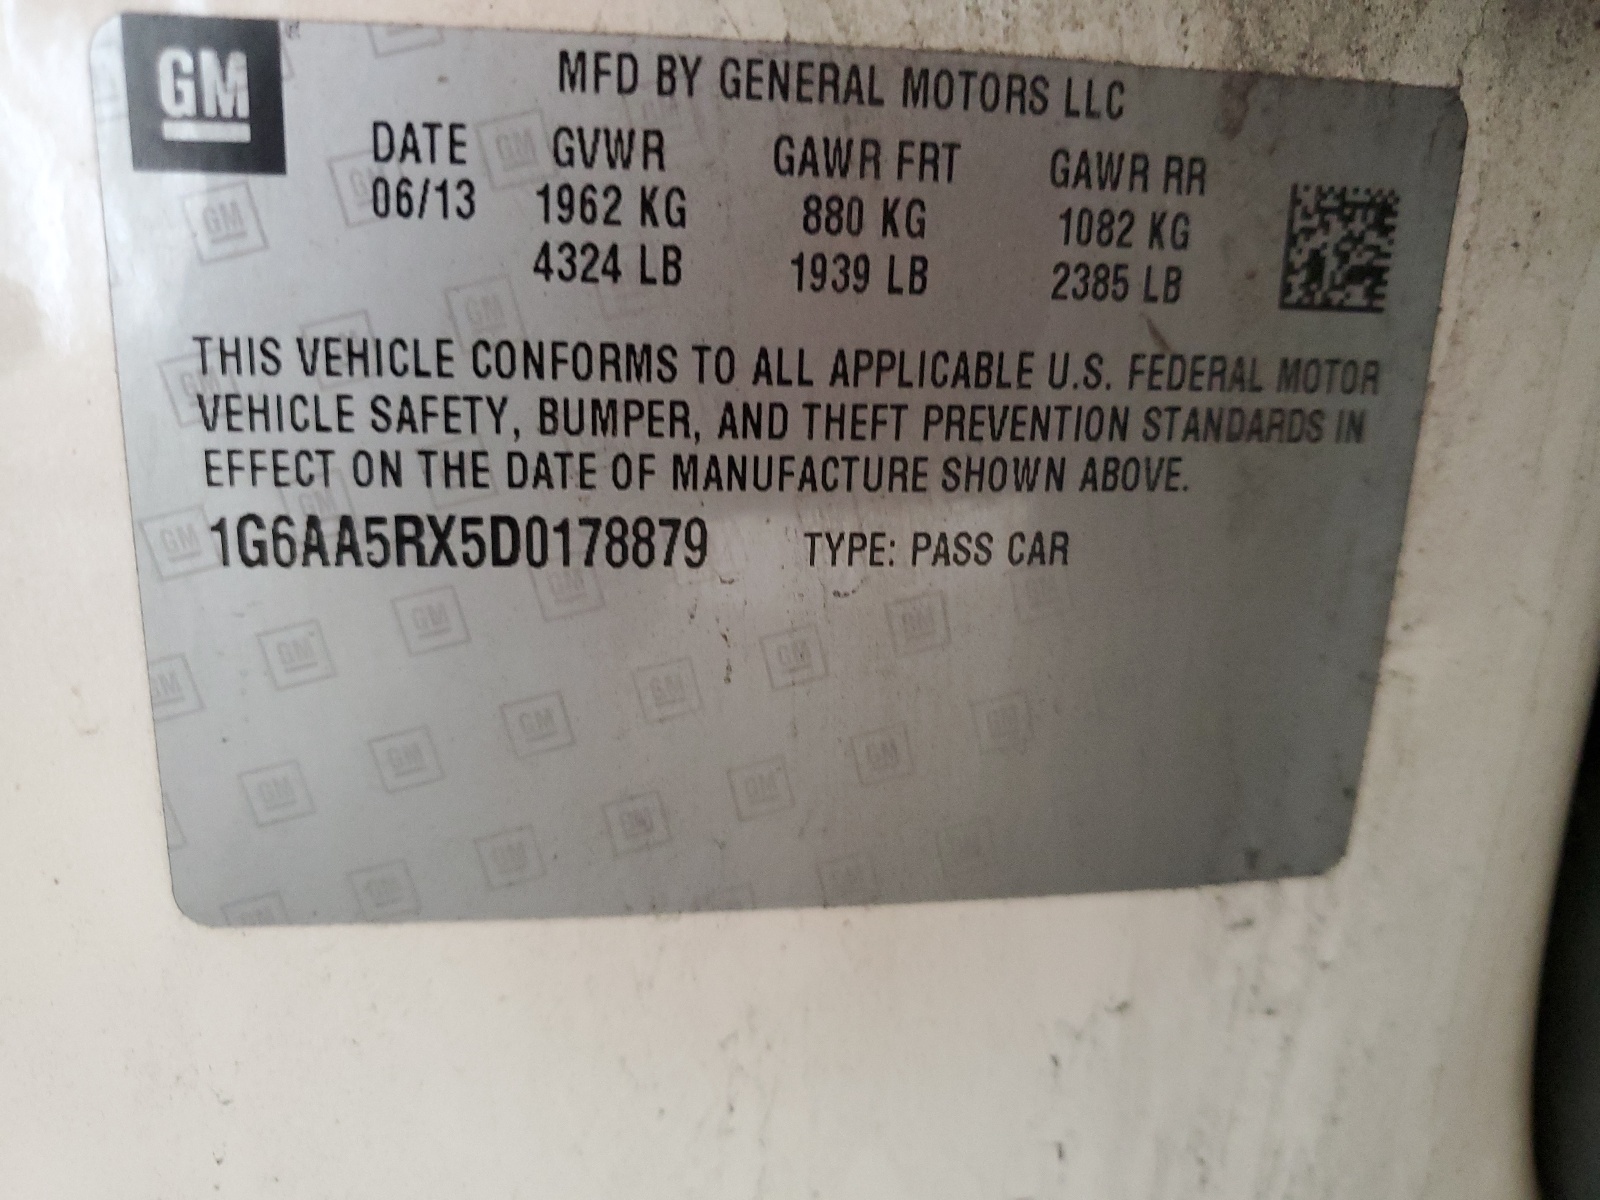 GM
MFD BY GENERAL MOTORS LLC
DATE GVWR GAWR FRT GAWR RR
06/13 1962 KG 880 KG 1082 KG
4324 LB 1939 LB 2385 LB
THIS VEHICLE CONFORMS TO ALL APPLICABLE U.S. FEDERAL MOTOR
VEHICLE SAFETY, BUMPER, AND THEFT PREVENTION STANDARDS IN
EFFECT ON THE DATE OF MANUFACTURE SHOWN ABOVE.
1G6AA5RX5D0178879 TYPE: PASS CAR